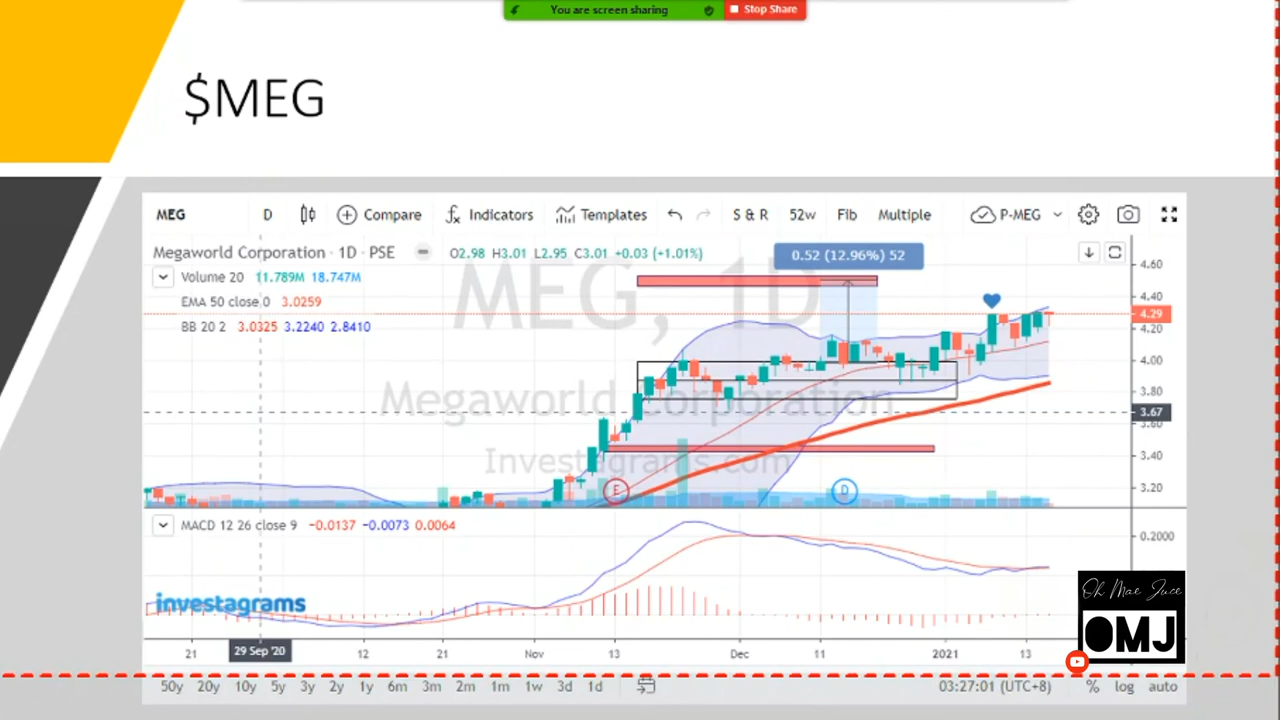 You are screen sharing Stop Share
$MEG
MEG D Compare Indicators Templates S & R 52w Fib Multiple P-MEG
Megaworld Corporation · 1D · PSE O2.98 H3.01 L2.95 C3.01 +0.03 (+1.01%)
0.52 (12.96%) 52
Volume 20 11.789M 18.747M
EMA 50 close 0 3.0259
BB 20 2 3.0325 3.2240 2.8410
MEG, 1D
Megaworld Corporation
Investagrams.com
E
D
4.60
4.40
4.29
4.20
4.00
3.80
3.67
3.60
3.40
3.20
MACD 12 26 close 9 −0.0137 −0.0073 0.0064
0.2000
investagrams
Oh Mae Juce
OMJ
21 29 Sep '20 12 21 Nov 13 Dec 11 2021 13
50y 20y 10y 5y 3y 2y 1y 6m 3m 2m 1m 1w 3d 1d 03:27:01 (UTC+8) % log auto